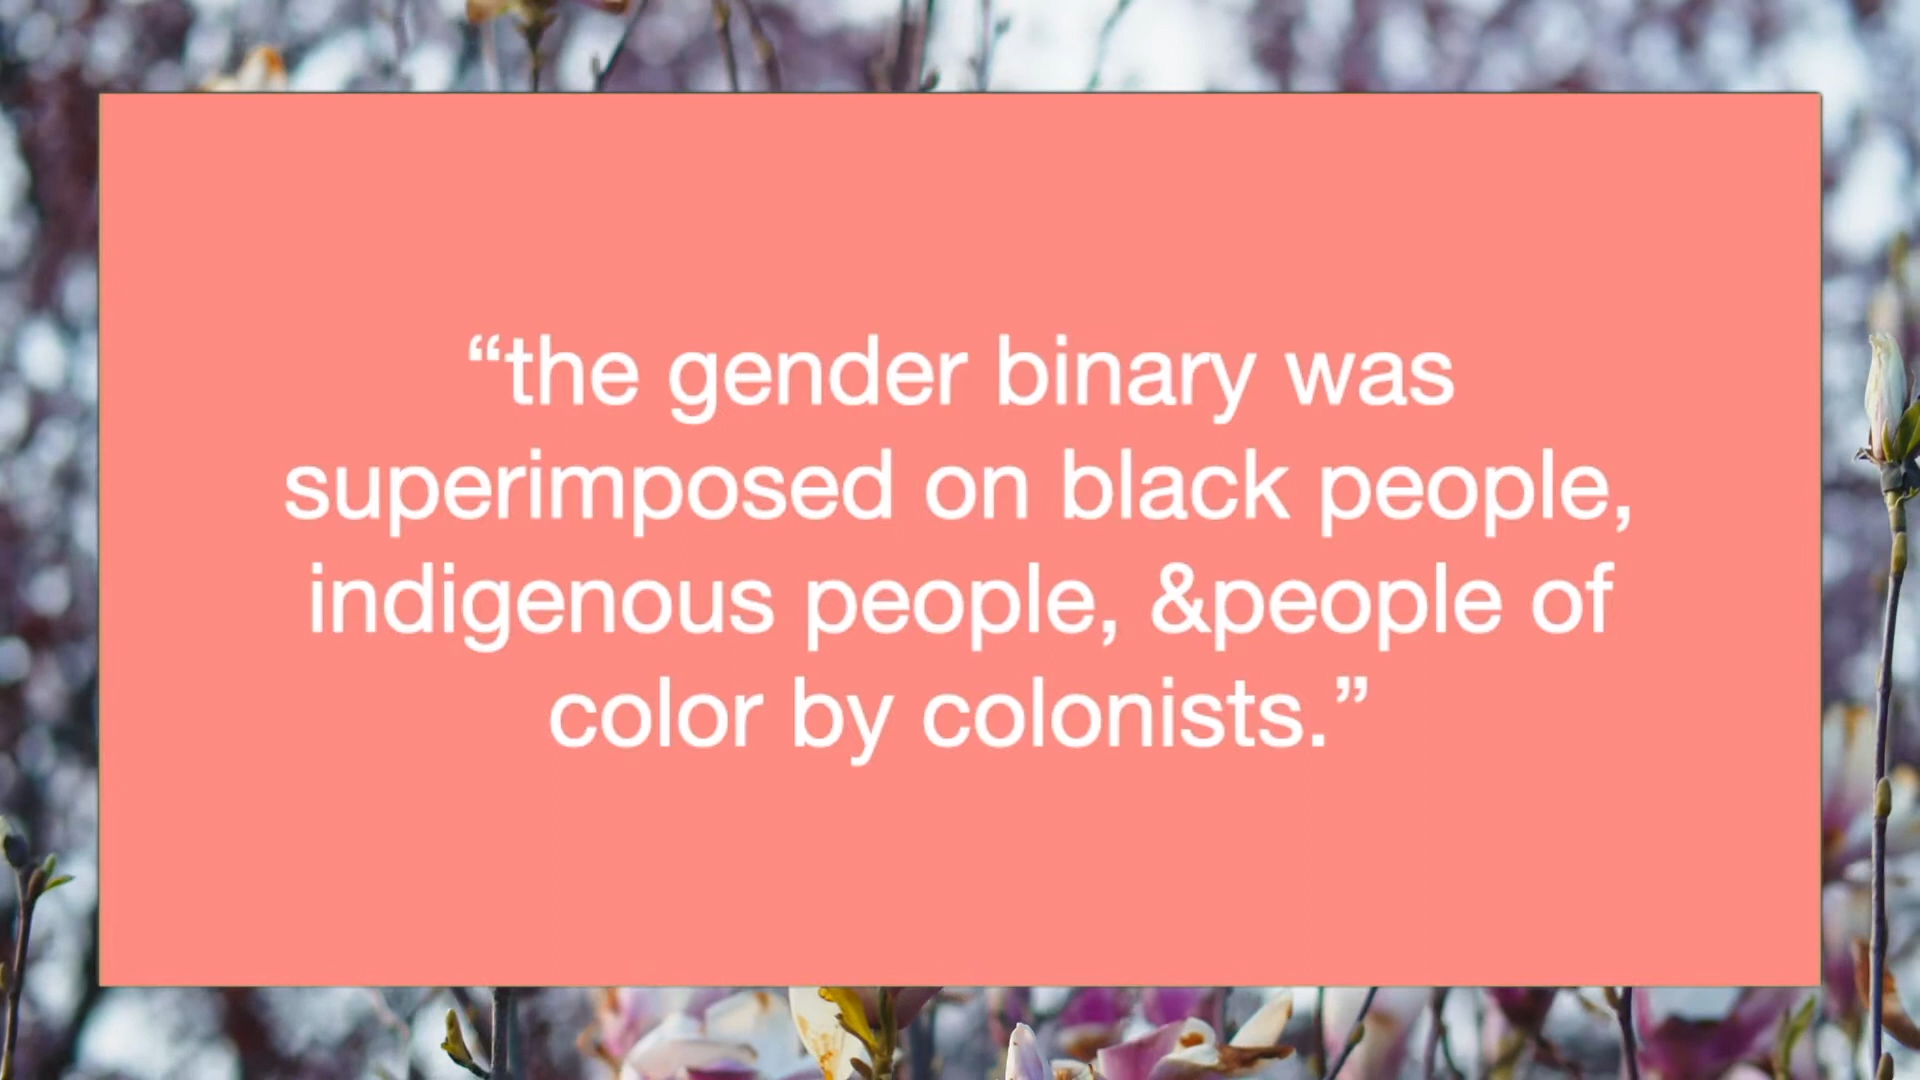 “the gender binary was
superimposed on black people,
indigenous people, &people of
color by colonists.”